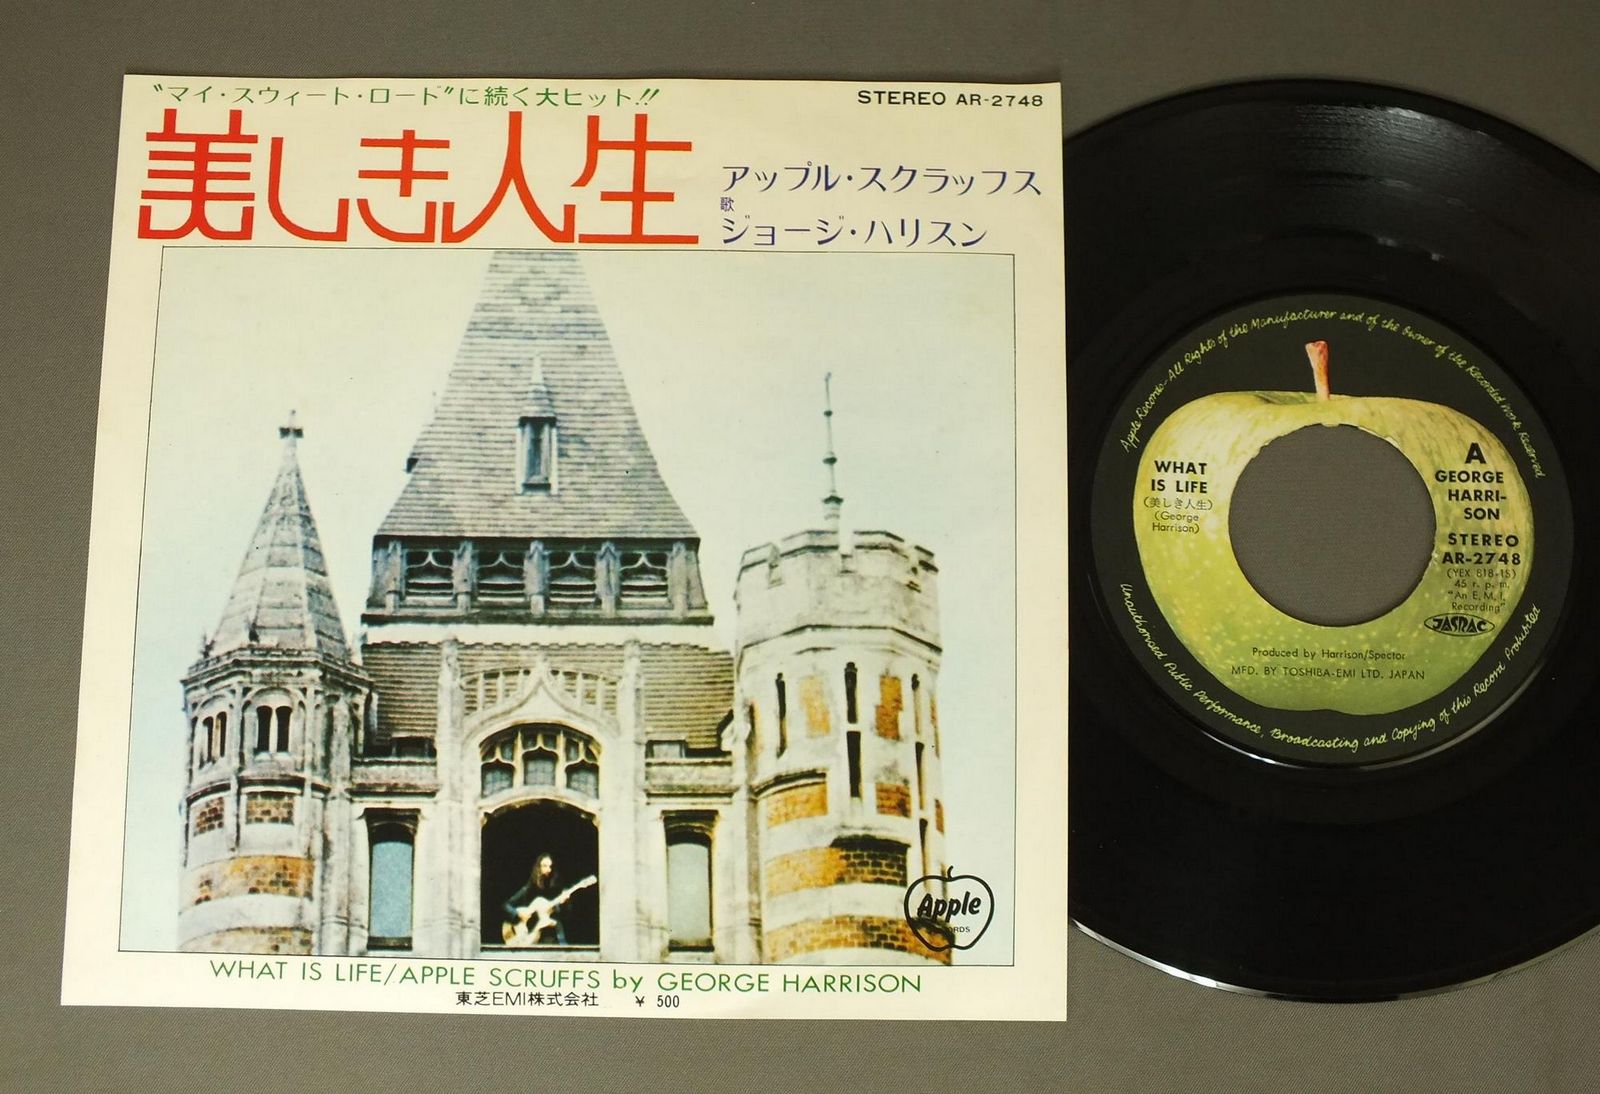 “マイ・スウィート・ロード”に続く大ヒット!!
STEREO AR-2748
美しき人生
アップル・スクラッフス
歌
ジョージ・ハリスン
Apple
WHAT IS LIFE/APPLE SCRUFFS by GEORGE HARRISON
東芝EMI株式会社 ¥ 500
Apple Records-All Rights of the Manufacturer and of the Owner of the Recorded Work Reserved
WHAT
IS LIFE
(美しき人生)
(George
Harrison)
A
GEORGE
HARRI-
SON
STEREO
AR-2748
(YEX 818-1S)
45 r. p. m.
"An E. M. I.
Recording"
JASRAC
Produced by Harrison/Spector
MFD. BY TOSHIBA-EMI LTD. JAPAN
Unauthorised Public Performance, Broadcasting and Copying of this Record Prohibited